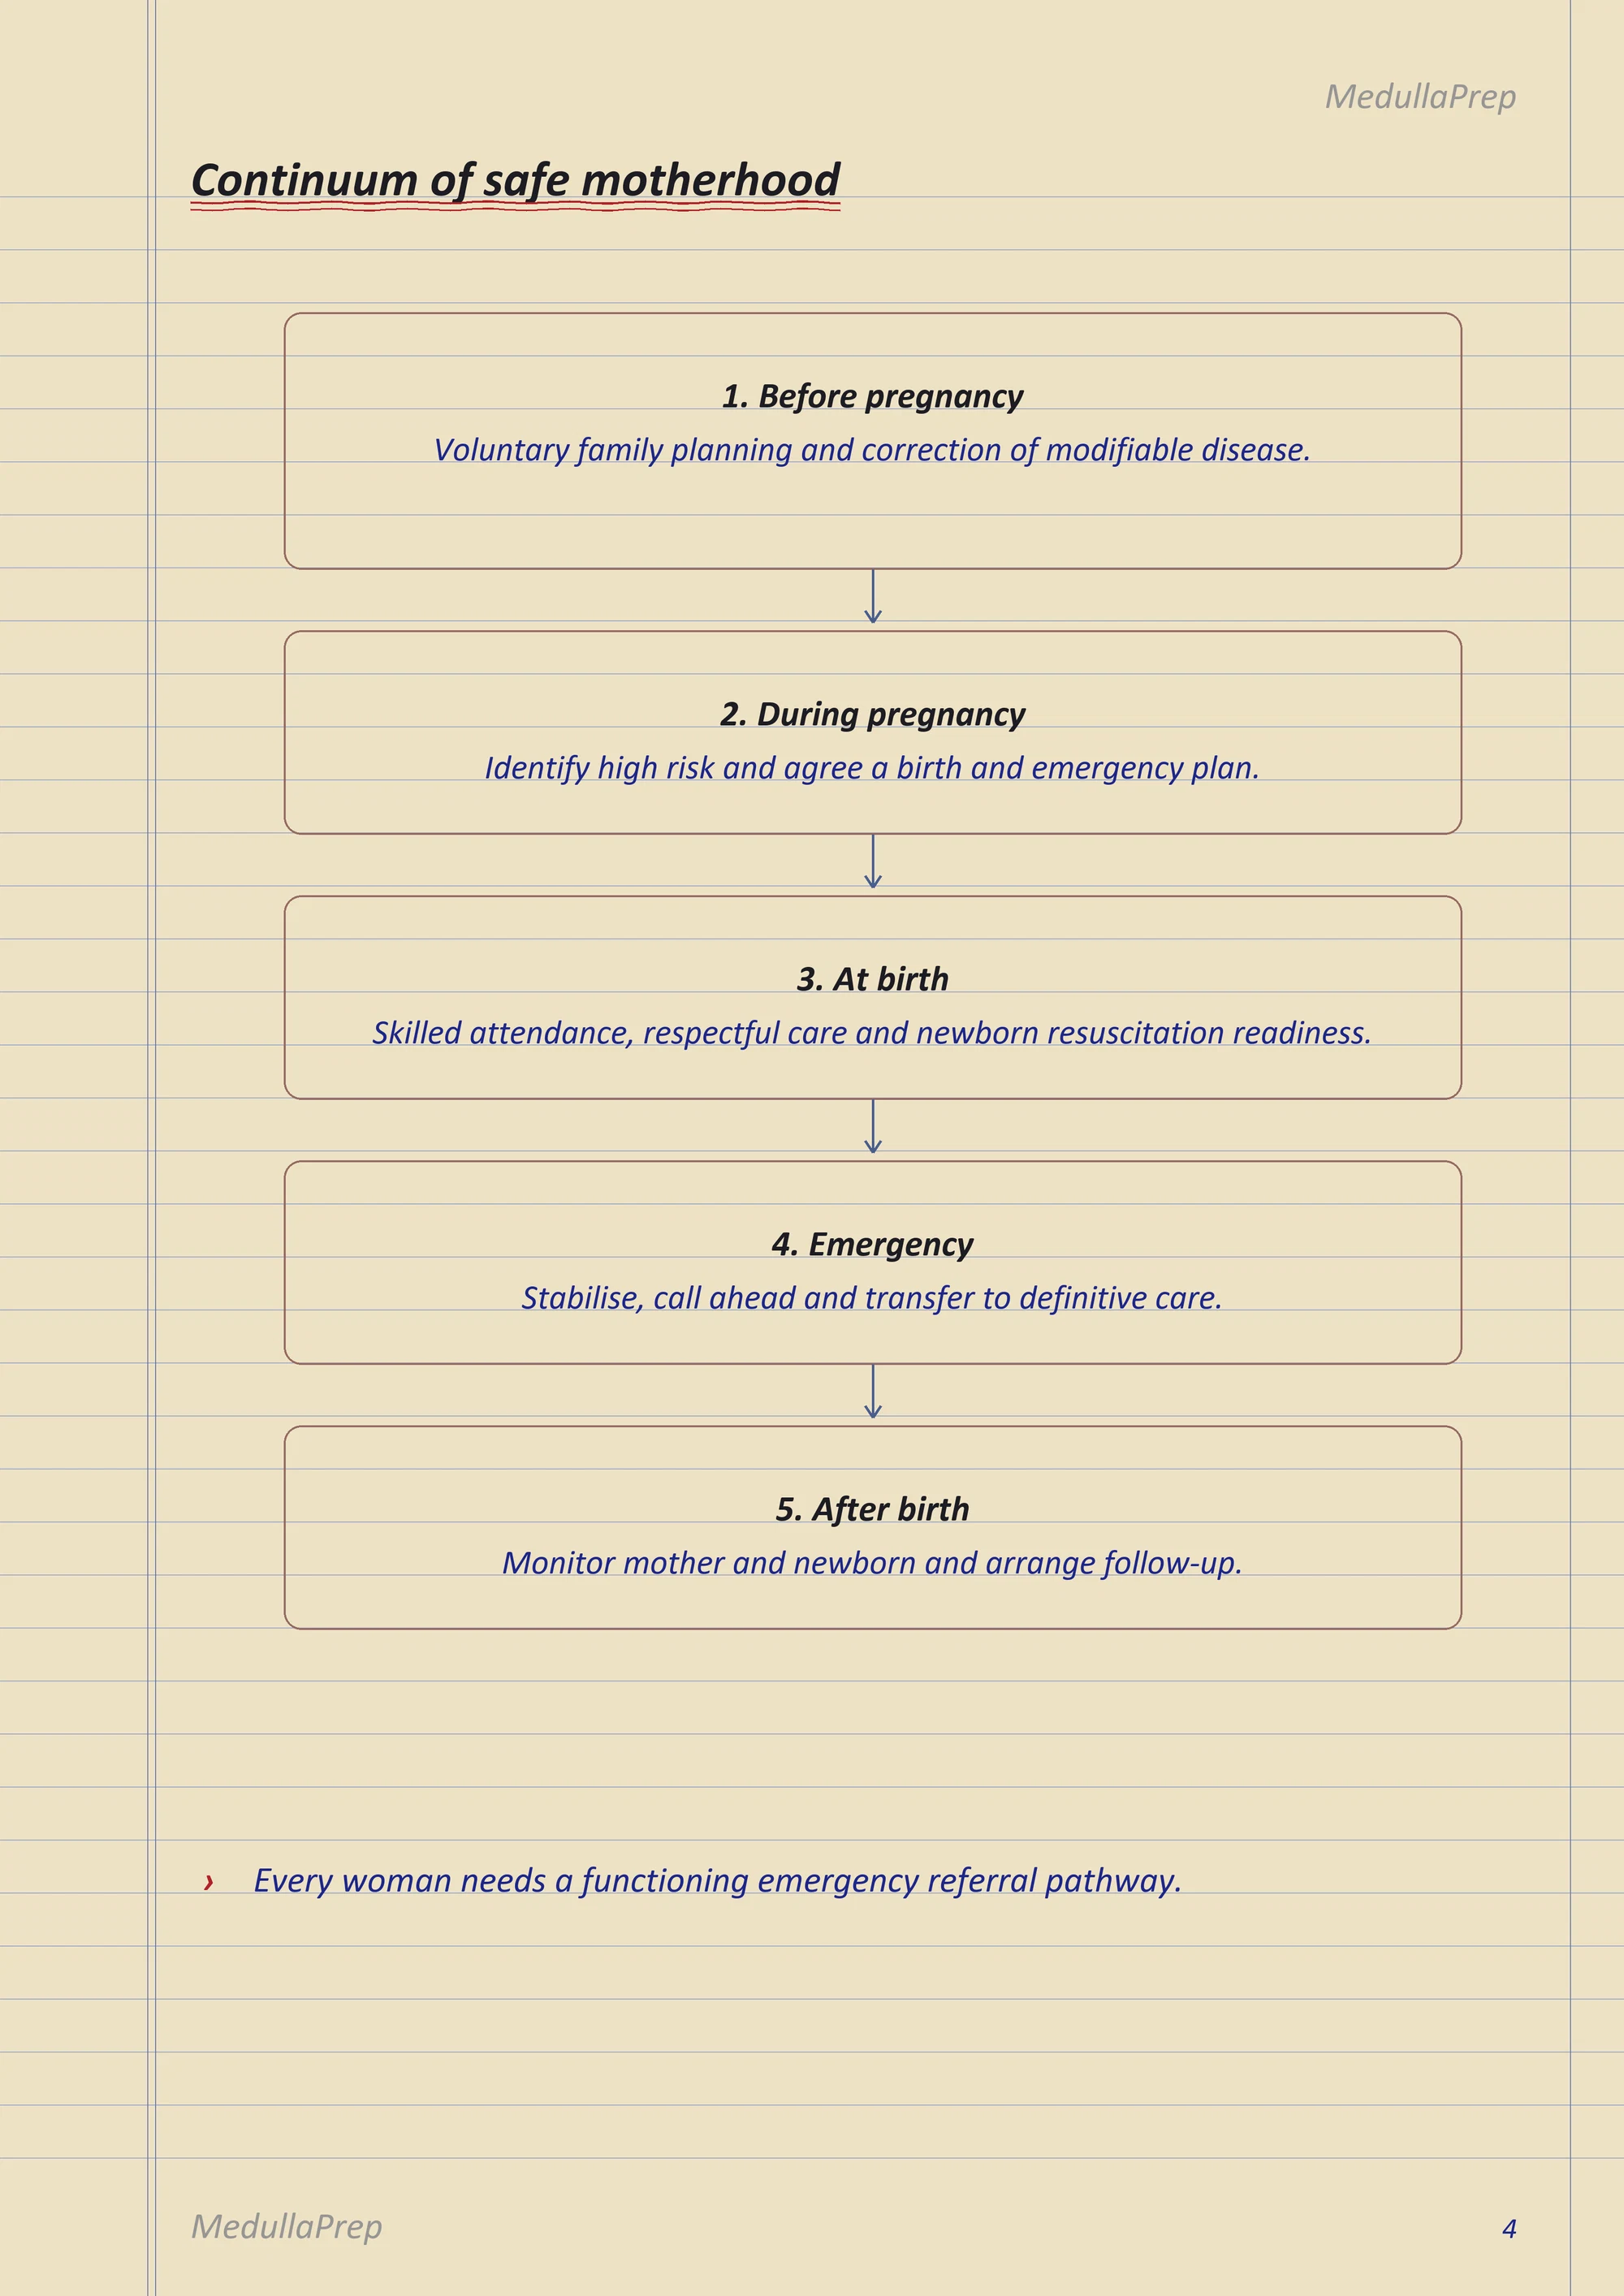 MedullaPrep
Continuum of safe motherhood
1. Before pregnancy
Voluntary family planning and correction of modifiable disease.
2. During pregnancy
Identify high risk and agree a birth and emergency plan.
3. At birth
Skilled attendance, respectful care and newborn resuscitation readiness.
4. Emergency
Stabilise, call ahead and transfer to definitive care.
5. After birth
Monitor mother and newborn and arrange follow-up.
› Every woman needs a functioning emergency referral pathway.
MedullaPrep
4